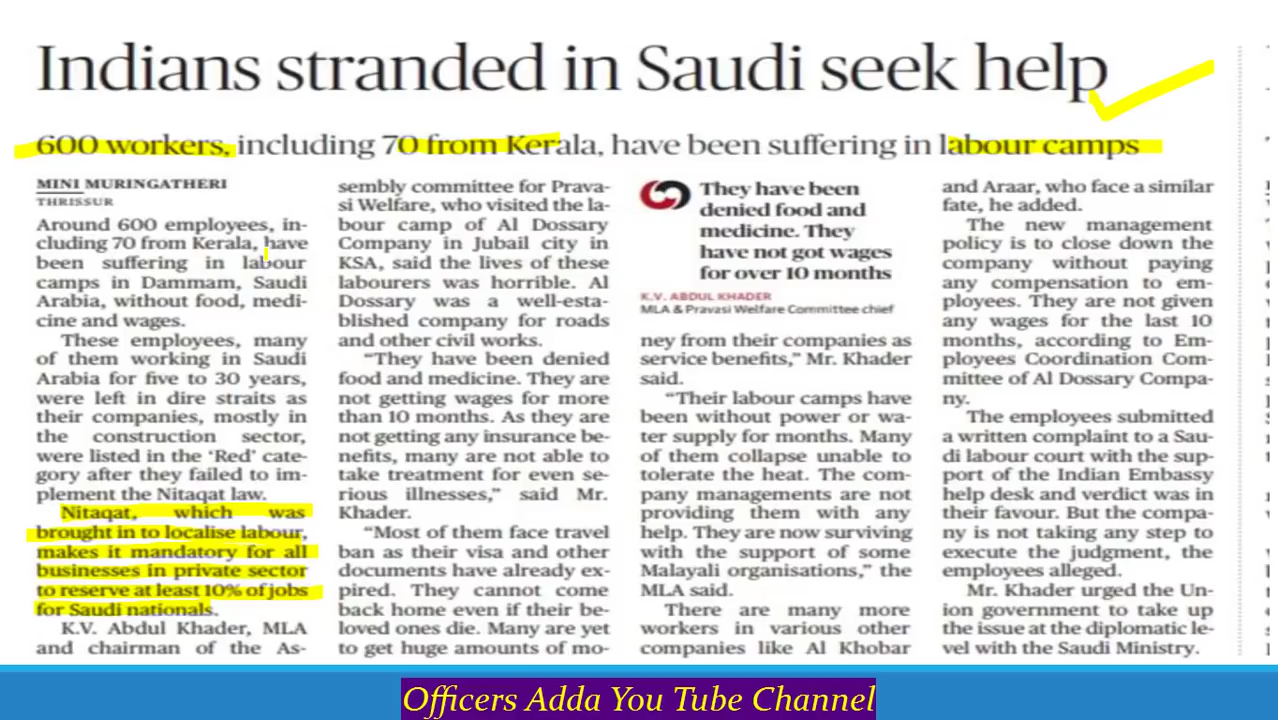 Indians stranded in Saudi seek help
600 workers, including 70 from Kerala, have been suffering in labour camps
MINI MURINGATHERI
THRISSUR
Around 600 employees, in-
cluding 70 from Kerala, have
been suffering in labour
camps in Dammam, Saudi
Arabia, without food, medi-
cine and wages.
These employees, many
of them working in Saudi
Arabia for five to 30 years,
were left in dire straits as
their companies, mostly in
the construction sector,
were listed in the ‘Red’ cate-
gory after they failed to im-
plement the Nitaqat law.
Nitaqat, which was
brought in to localise labour,
makes it mandatory for all
businesses in private sector
to reserve at least 10% of jobs
for Saudi nationals.
K.V. Abdul Khader, MLA
and chairman of the As-
sembly committee for Prava-
si Welfare, who visited the la-
bour camp of Al Dossary
Company in Jubail city in
KSA, said the lives of these
labourers was horrible. Al
Dossary was a well-esta-
blished company for roads
and other civil works.
“They have been denied
food and medicine. They are
not getting wages for more
than 10 months. As they are
not getting any insurance be-
nefits, many are not able to
take treatment for even se-
rious illnesses,” said Mr.
Khader.
“Most of them face travel
ban as their visa and other
documents have already ex-
pired. They cannot come
back home even if their be-
loved ones die. Many are yet
to get huge amounts of mo-
They have been
denied food and
medicine. They
have not got wages
for over 10 months
K.V. ABDUL KHADER
MLA & Pravasi Welfare Committee chief
ney from their companies as
service benefits,” Mr. Khader
said.
“Their labour camps have
been without power or wa-
ter supply for months. Many
of them collapse unable to
tolerate the heat. The com-
pany managements are not
providing them with any
help. They are now surviving
with the support of some
Malayali organisations,” the
MLA said.
There are many more
workers in various other
companies like Al Khobar
and Araar, who face a similar
fate, he added.
The new management
policy is to close down the
company without paying
any compensation to em-
ployees. They are not given
any wages for the last 10
months, according to Em-
ployees Coordination Com-
mittee of Al Dossary Compa-
ny.
The employees submitted
a written complaint to a Sau-
di labour court with the sup-
port of the Indian Embassy
help desk and verdict was in
their favour. But the compa-
ny is not taking any step to
execute the judgment, the
employees alleged.
Mr. Khader urged the Un-
ion government to take up
the issue at the diplomatic le-
vel with the Saudi Ministry.
Officers Adda You Tube Channel